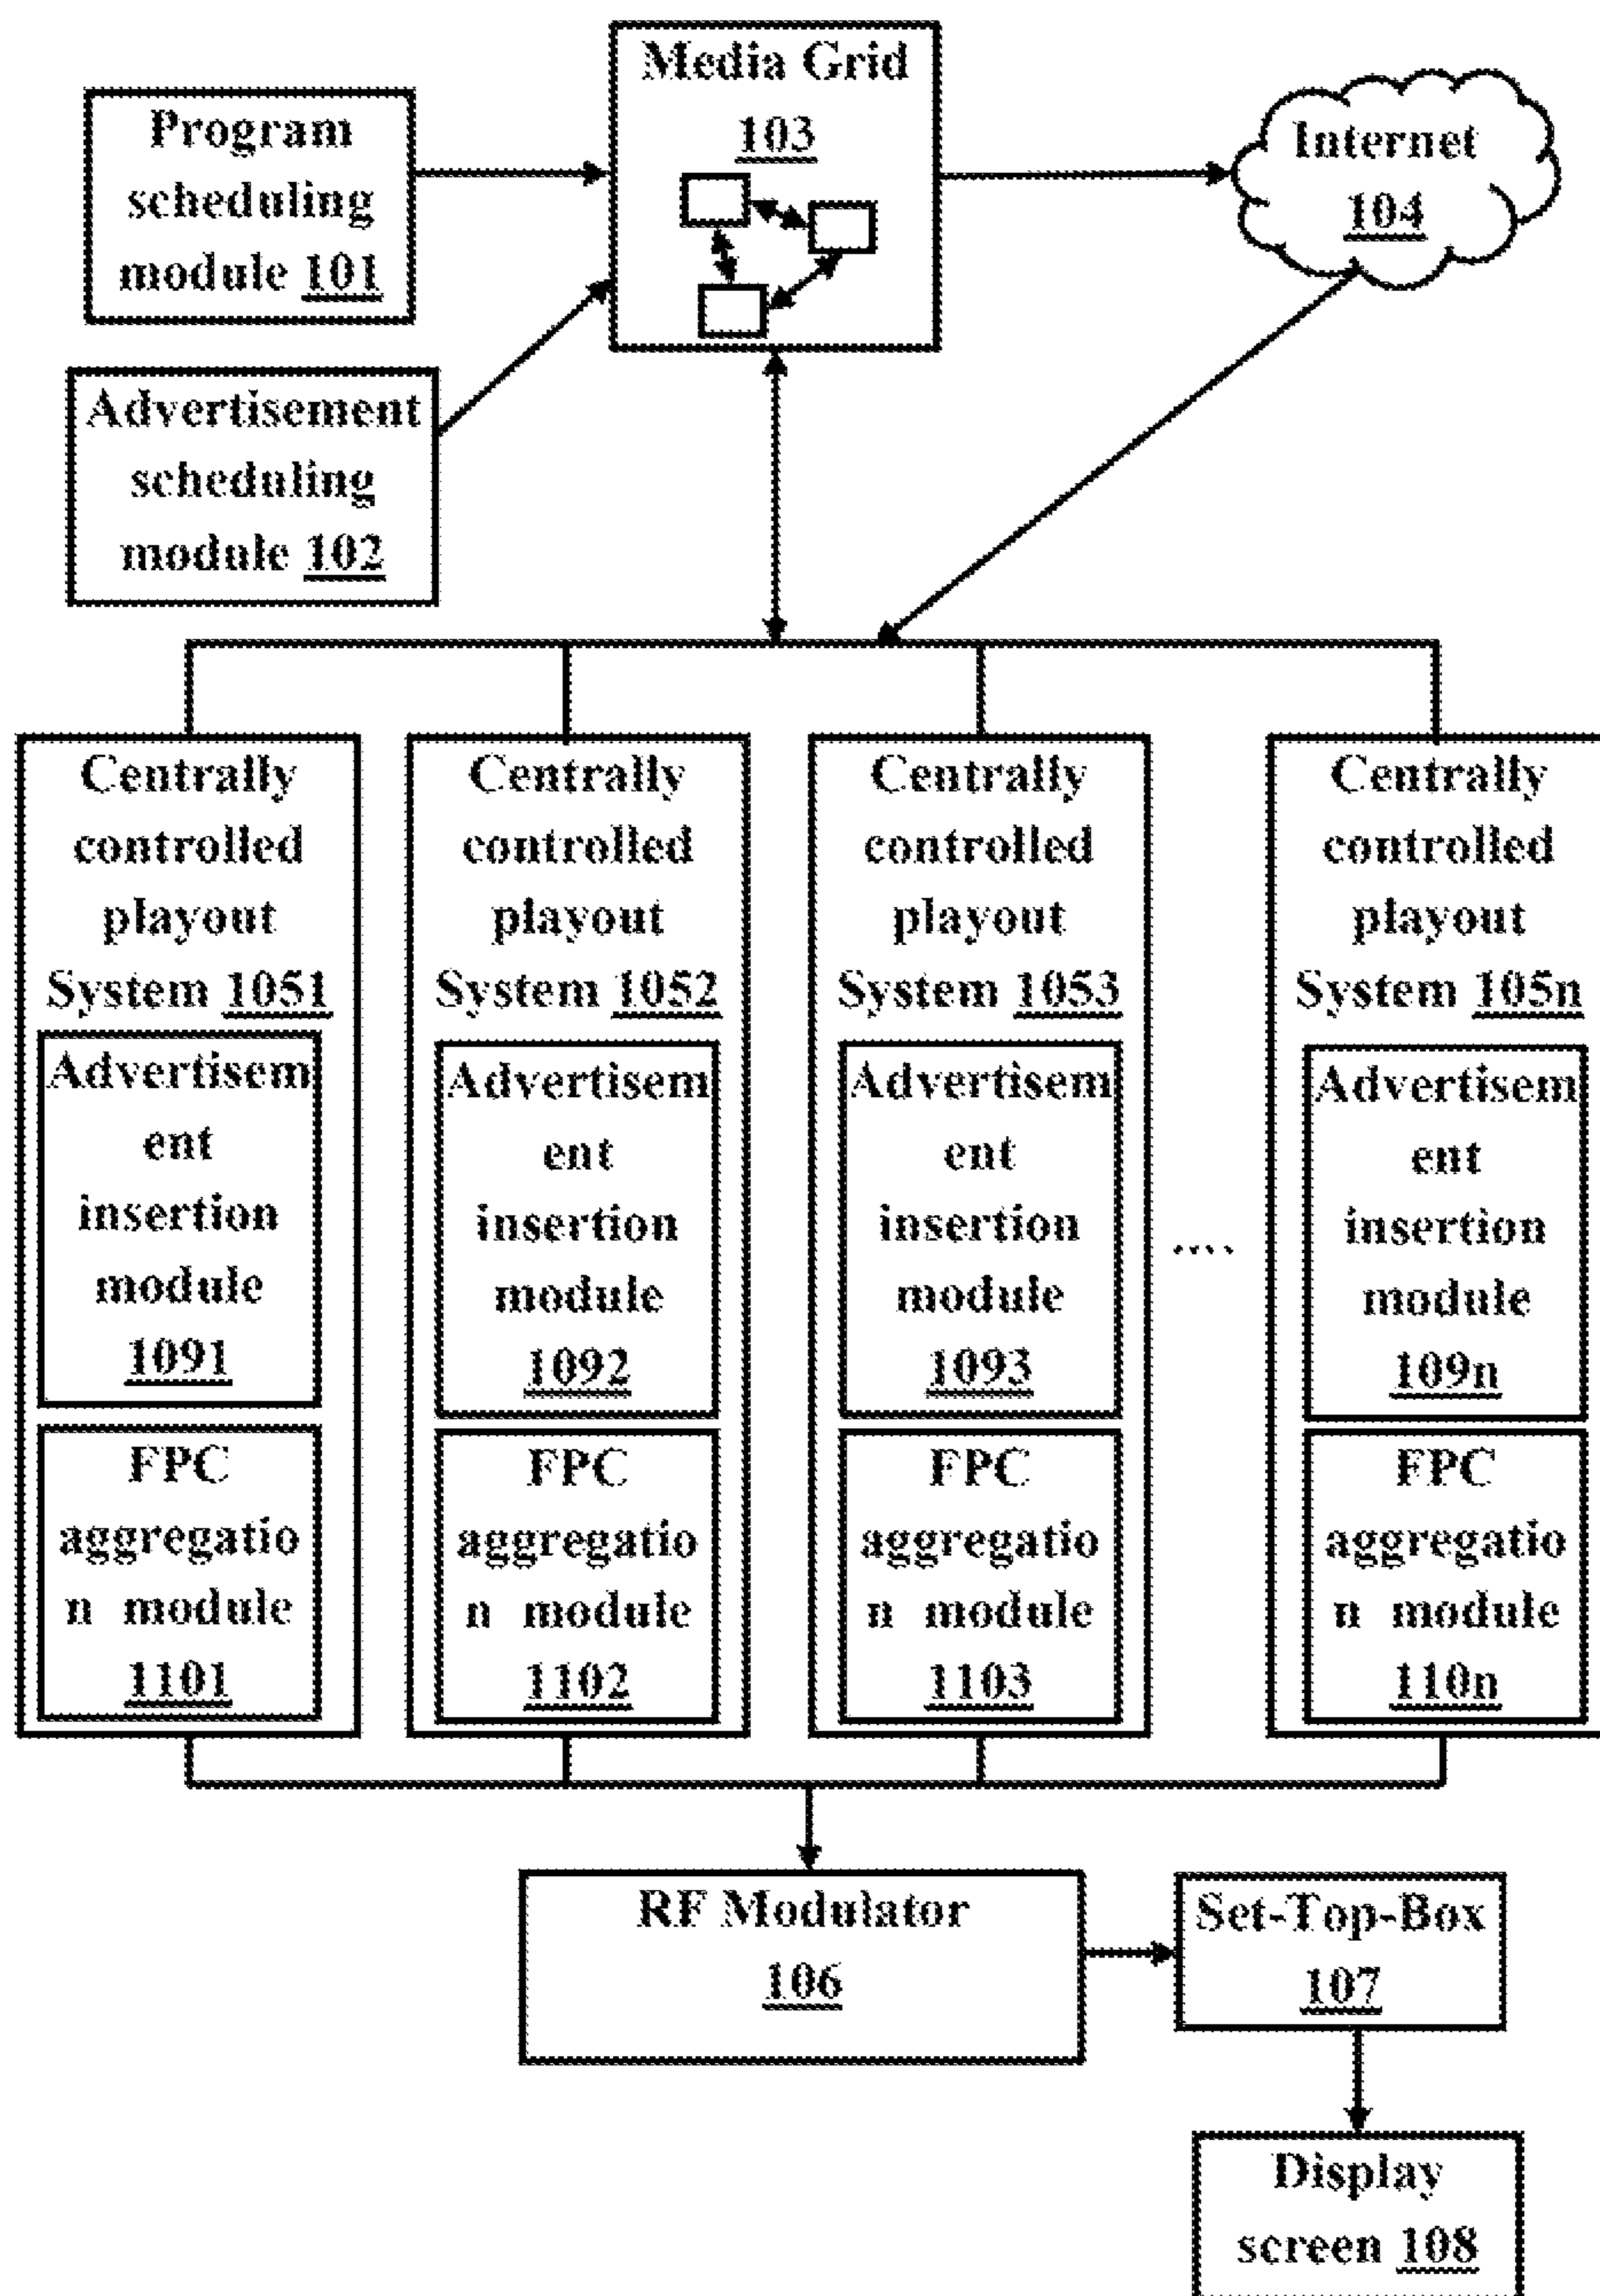 Media Grid
103
Program
scheduling
module 101
Internet
104
Advertisement
scheduling
module 102
Centrally
controlled
playout
System 1051
Advertisem
ent
insertion
module
1091
FPC
aggregatio
n module
1101
Centrally
controlled
playout
System 1052
Advertisem
ent
insertion
module
1092
FPC
aggregatio
n module
1102
Centrally
controlled
playout
System 1053
Advertisem
ent
insertion
module
1093
FPC
aggregatio
n module
1103
....
Centrally
controlled
playout
System 105n
Advertisem
ent
insertion
module
109n
FPC
aggregatio
n module
110n
RF Modulator
106
Set-Top-Box
107
Display
screen 108